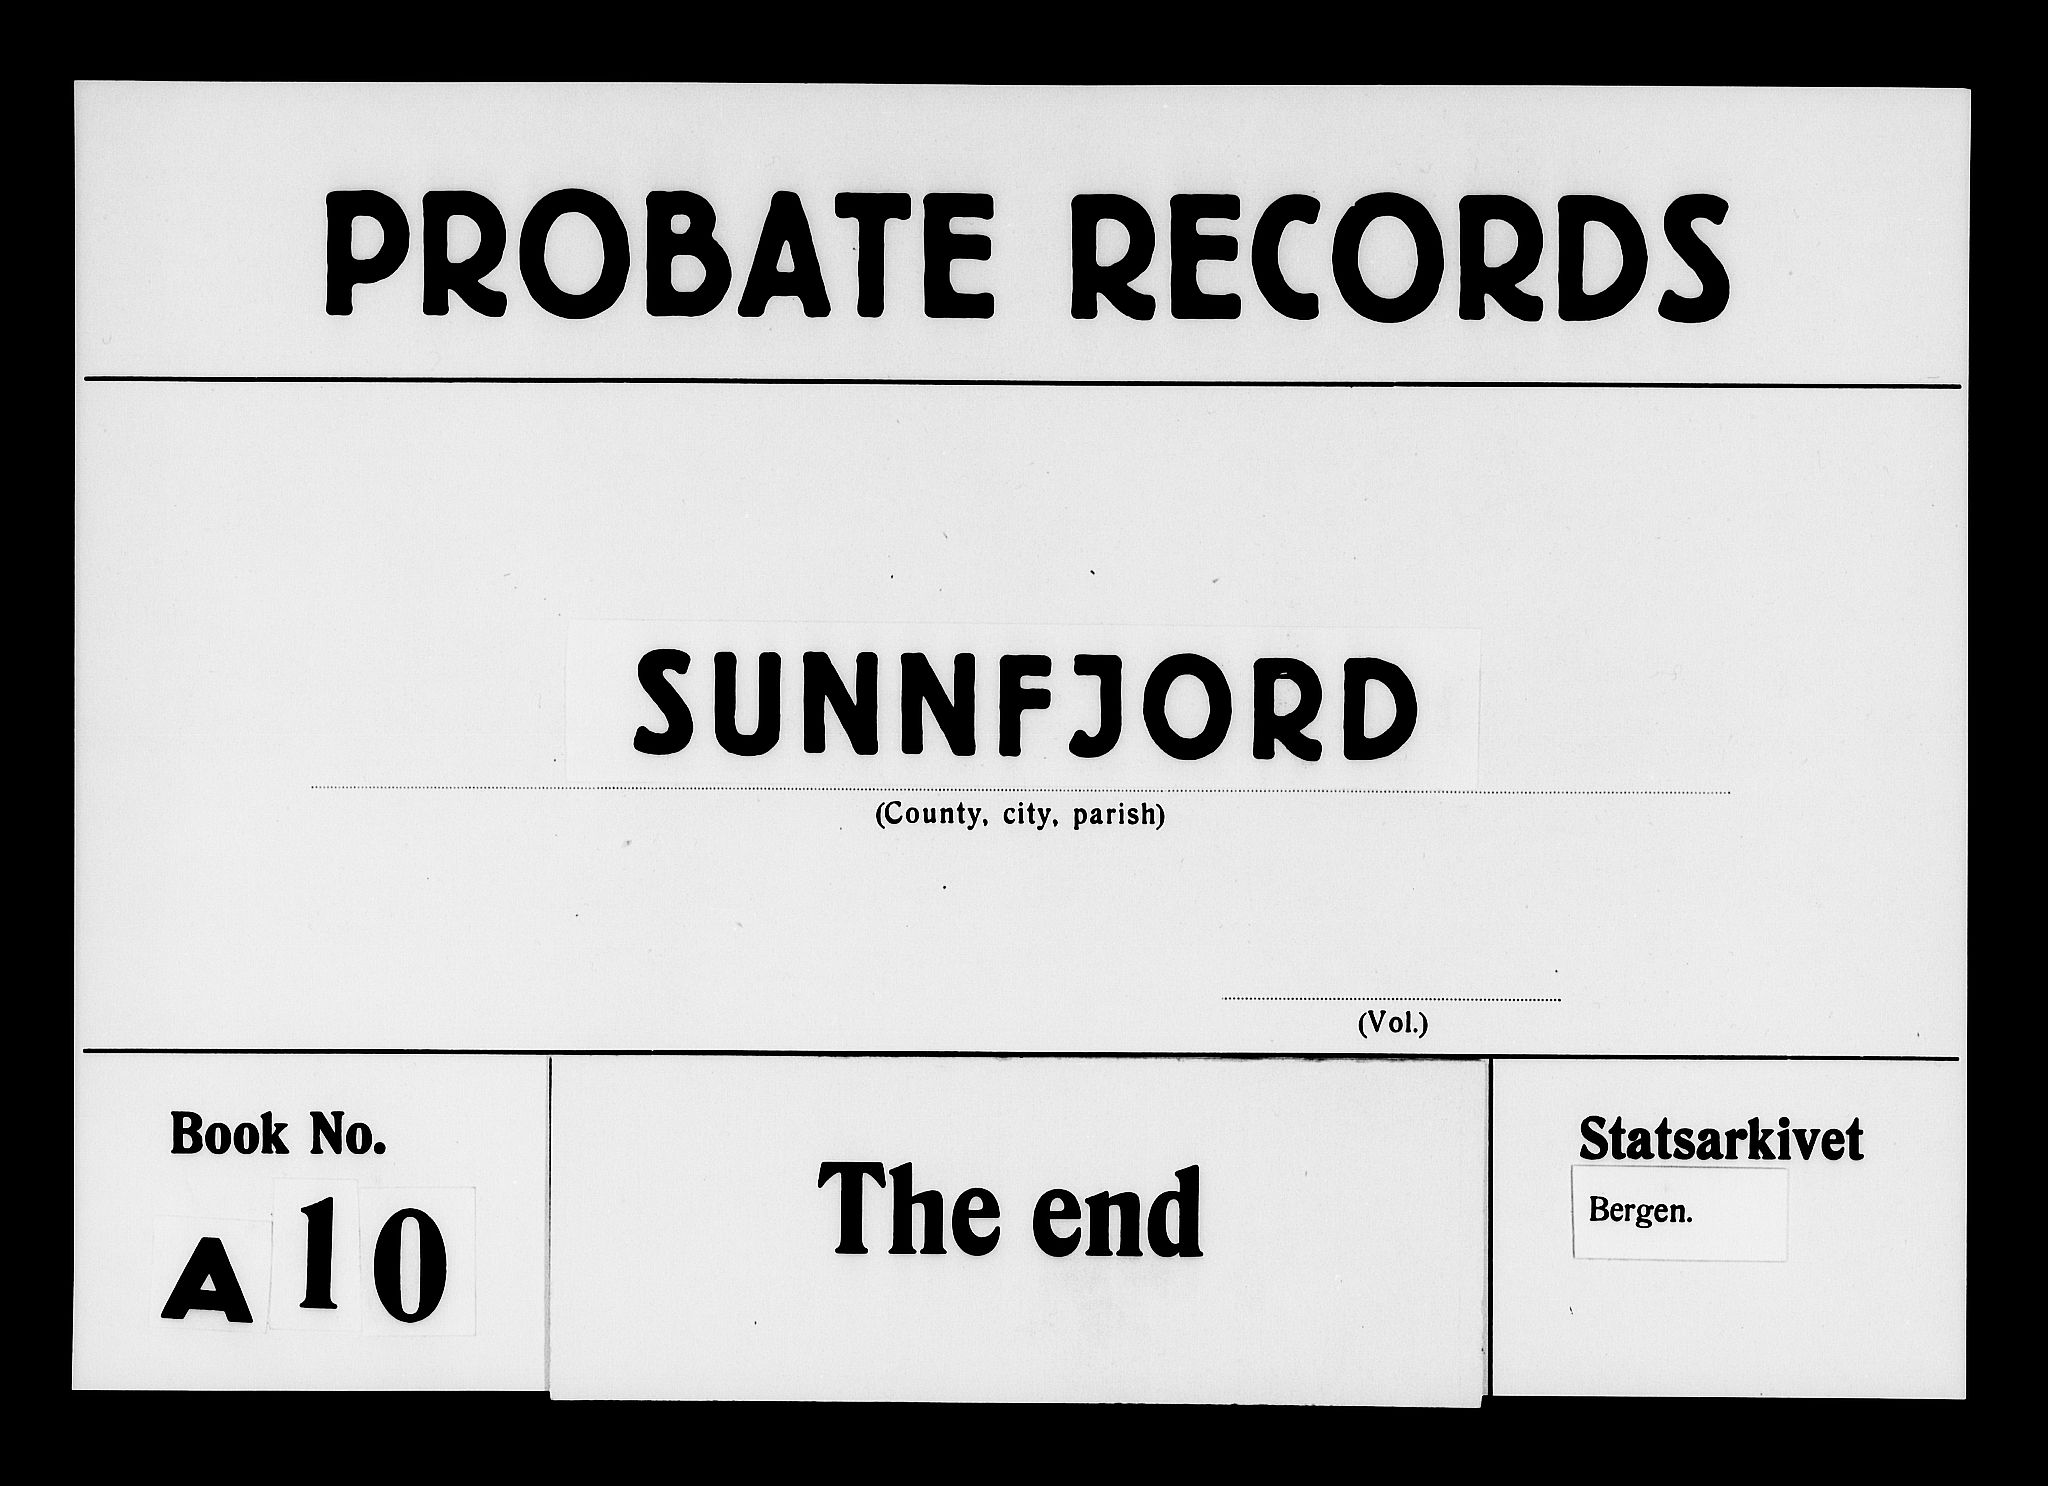 PROBATE RECORDS
SUNNFJORD
(County, city, parish)
(Vol.)
Book No.
A 10
The end
Statsarkivet
Bergen.